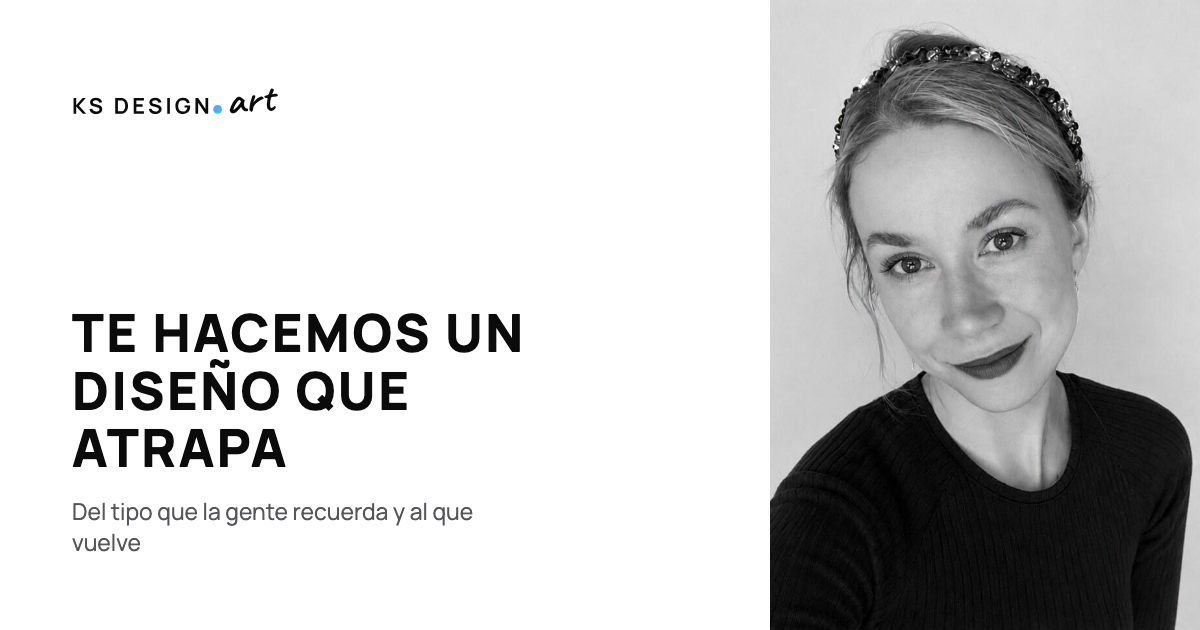 KS DESIGN.art
TE HACEMOS UN
DISEÑO QUE
ATRAPA
Del tipo que la gente recuerda y al que
vuelve